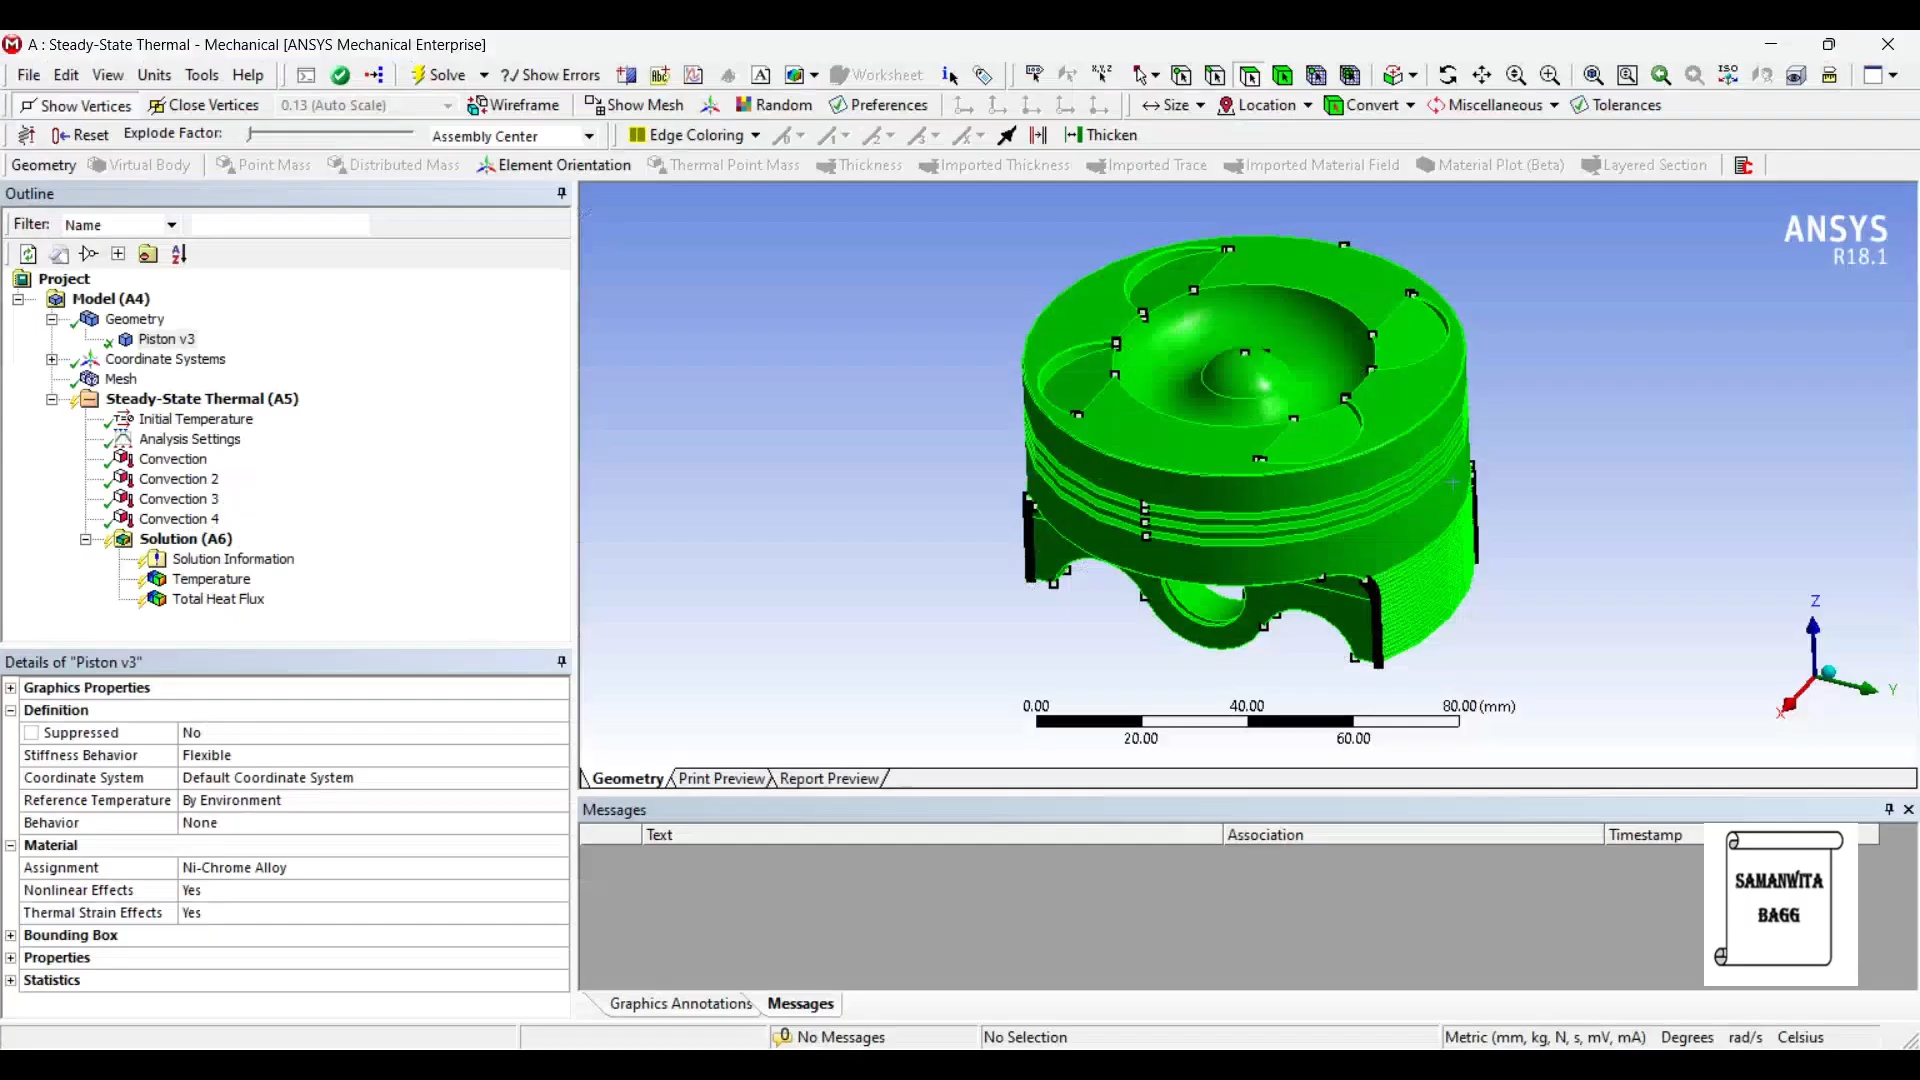 A : Steady-State Thermal - Mechanical [ANSYS Mechanical Enterprise]
File Edit View Units Tools Help Solve ?/ Show Errors Worksheet
Show Vertices Close Vertices 0.13 (Auto Scale) Wireframe Show Mesh Random Preferences Size Location Convert Miscellaneous Tolerances
Reset Explode Factor: Assembly Center Edge Coloring Thicken
Geometry Virtual Body Point Mass Distributed Mass Element Orientation Thermal Point Mass Thickness Imported Thickness Imported Trace Imported Material Field Material Plot (Beta) Layered Section
Outline
Filter: Name
Project
Model (A4)
Geometry
Piston v3
Coordinate Systems
Mesh
Steady-State Thermal (A5)
Initial Temperature
Analysis Settings
Convection
Convection 2
Convection 3
Convection 4
Solution (A6)
Solution Information
Temperature
Total Heat Flux
Details of "Piston v3"
Graphics Properties
Definition
Suppressed No
Stiffness Behavior Flexible
Coordinate System Default Coordinate System
Reference Temperature By Environment
Behavior None
Material
Assignment Ni-Chrome Alloy
Nonlinear Effects Yes
Thermal Strain Effects Yes
Bounding Box
Properties
Statistics
ANSYS
R18.1
Z
Y
X
0.00 40.00 80.00 (mm)
20.00 60.00
Geometry Print Preview Report Preview
Messages
Text Association Timestamp
SAMANWITA
BAGG
Graphics Annotations Messages
0 No Messages No Selection Metric (mm, kg, N, s, mV, mA) Degrees rad/s Celsius